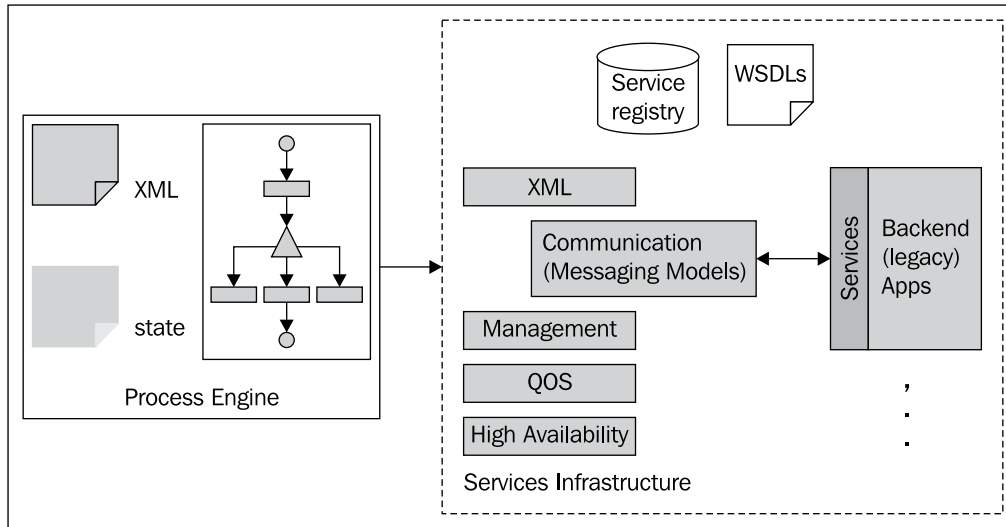 XML
state
Process Engine
Service
registry
WSDLs
XML
Communication
(Messaging Models)
Management
QOS
High Availability
Services Infrastructure
Services
Backend
(legacy)
Apps